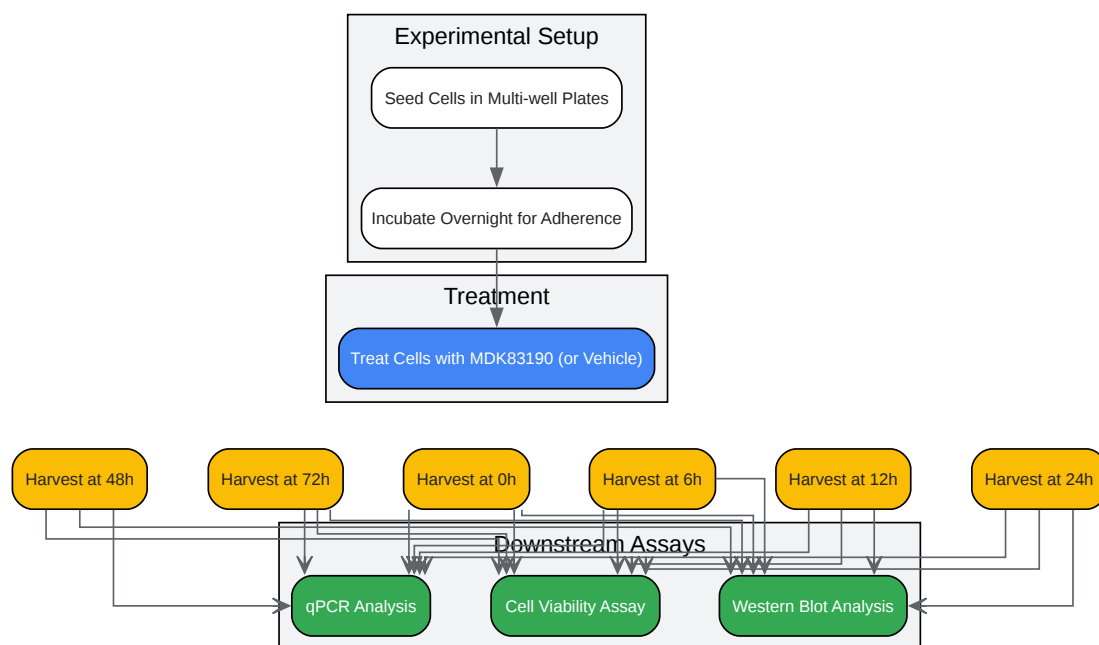 Experimental Setup
Seed Cells in Multi-well Plates
Incubate Overnight for Adherence
Treatment
Treat Cells with MDK83190 (or Vehicle)
Harvest at 48h
Harvest at 72h
Harvest at 0h
Harvest at 6h
Harvest at 12h
Harvest at 24h
Downstream Assays
qPCR Analysis
Cell Viability Assay
Western Blot Analysis